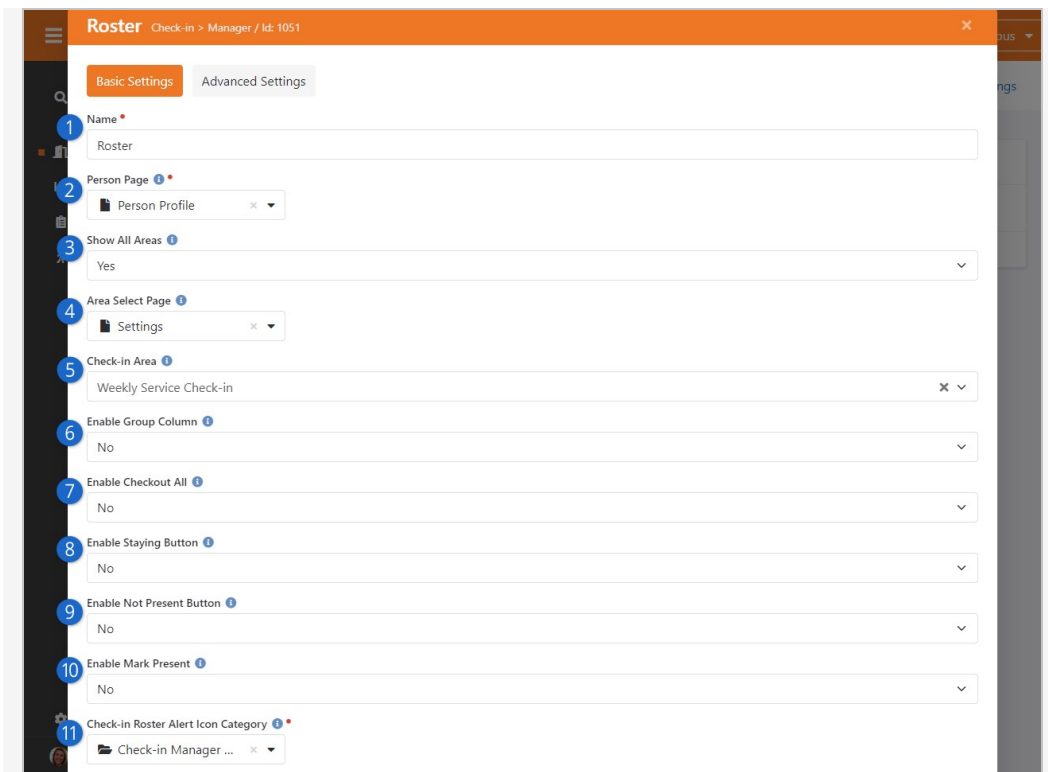 Roster Check-in > Manager / Id: 1051 ×
ous
ngs
Basic Settings Advanced Settings
1 Name
Roster
2 Person Page
Person Profile ×
3 Show All Areas
Yes
4 Area Select Page
Settings ×
5 Check-in Area
Weekly Service Check-in ×
6 Enable Group Column
No
7 Enable Checkout All
No
8 Enable Staying Button
No
9 Enable Not Present Button
No
10 Enable Mark Present
No
11 Check-in Roster Alert Icon Category
Check-in Manager ... ×